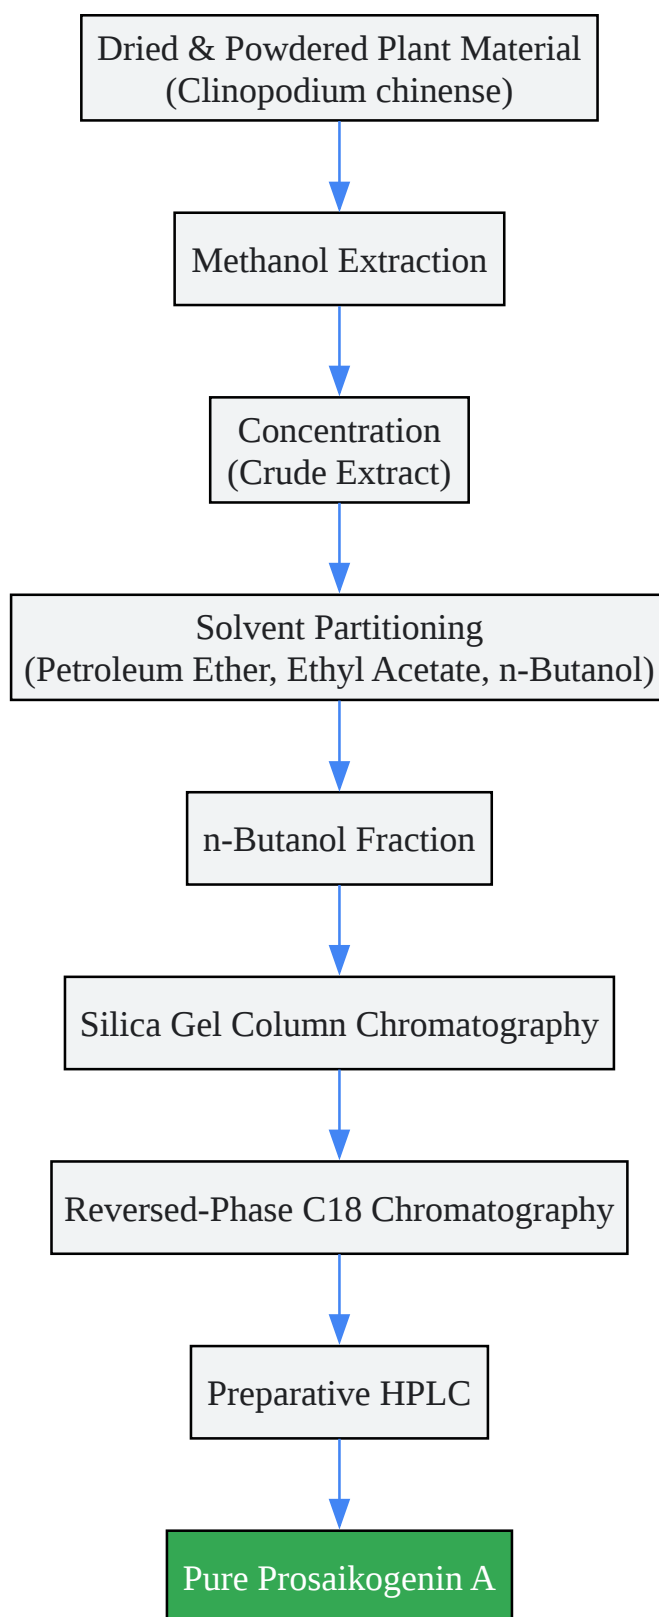 Dried & Powdered Plant Material
(Clinopodium chinense)
Methanol Extraction
Concentration
(Crude Extract)
Solvent Partitioning
(Petroleum Ether, Ethyl Acetate, n-Butanol)
n-Butanol Fraction
Silica Gel Column Chromatography
Reversed-Phase C18 Chromatography
Preparative HPLC
Pure Prosaikogenin A